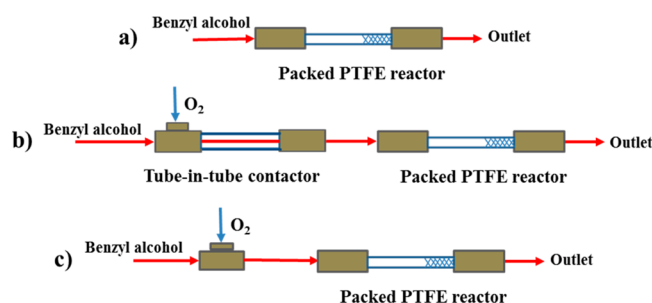 Benzyl alcohol
a)
Outlet
Packed PTFE reactor
O2
Benzyl alcohol
b)
Outlet
Tube-in-tube contactor
Packed PTFE reactor
O2
Benzyl alcohol
c)
Outlet
Packed PTFE reactor